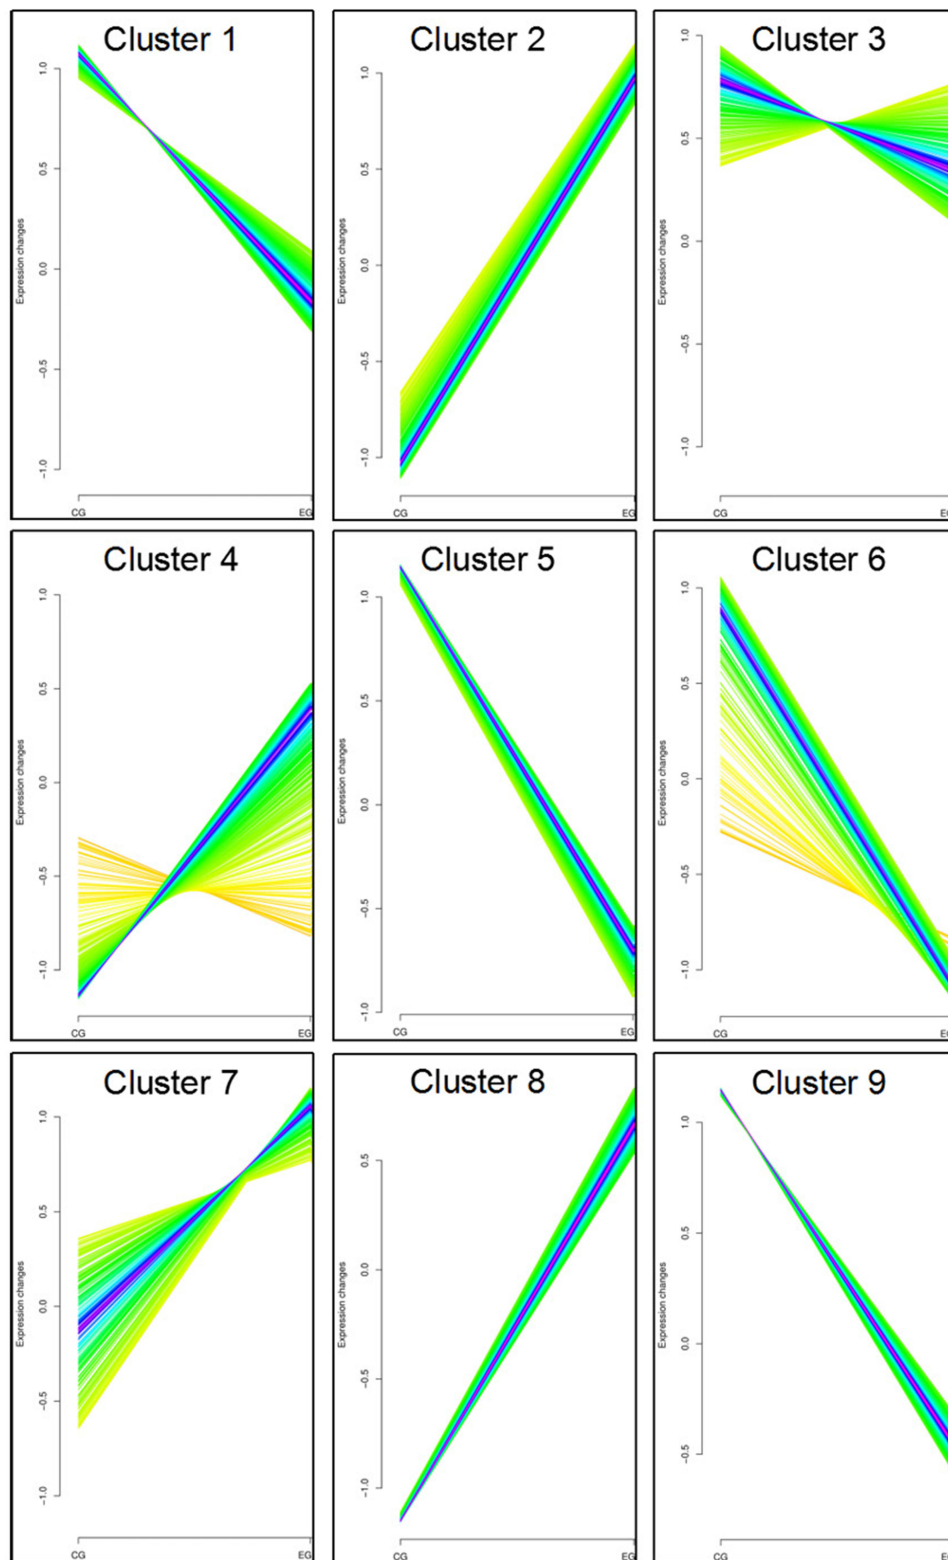 Cluster 1
Expression changes
1.0
0.5
0.0
−0.5
−1.0
CG
EG
Cluster 2
Expression changes
1.0
0.5
0.0
−0.5
−1.0
CG
EG
Cluster 3
Expression changes
1.0
0.5
0.0
−0.5
−1.0
CG
EG
Cluster 4
Expression changes
1.0
0.5
0.0
−0.5
−1.0
CG
EG
Cluster 5
Expression changes
1.0
0.5
0.0
−0.5
−1.0
CG
EG
Cluster 6
Expression changes
1.0
0.5
0.0
−0.5
−1.0
CG
EG
Cluster 7
Expression changes
1.0
0.5
0.0
−0.5
−1.0
CG
EG
Cluster 8
Expression changes
0.5
0.0
−0.5
−1.0
CG
EG
Cluster 9
Expression changes
1.0
0.5
0.0
−0.5
CG
EG